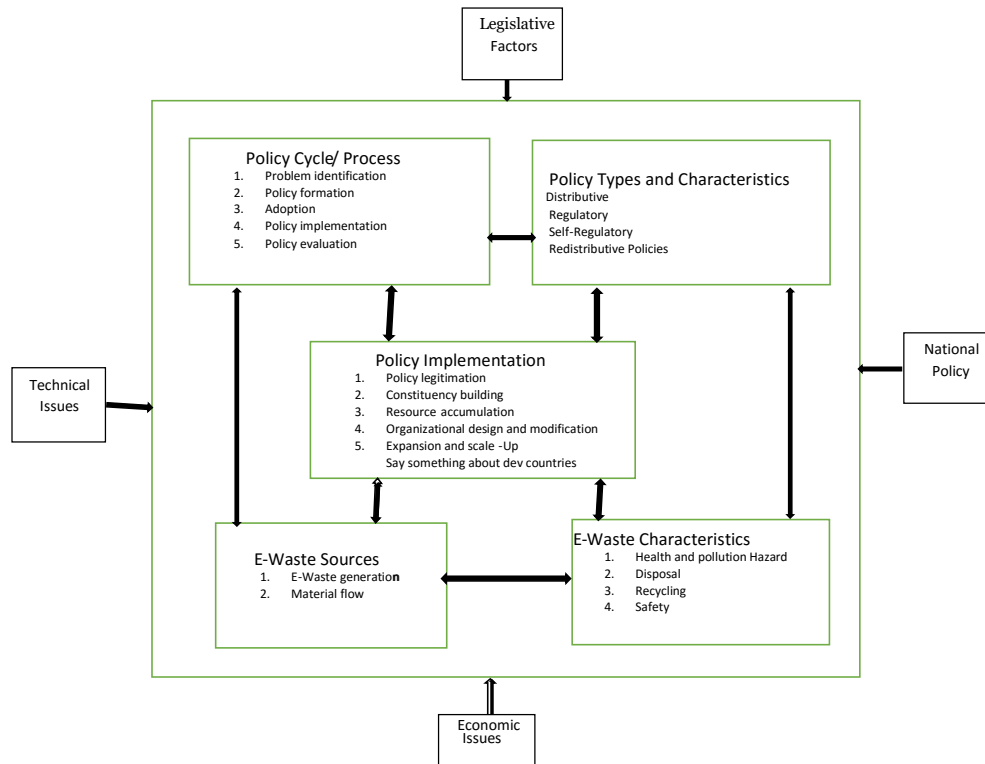 Legislative
Factors
Policy Cycle/ Process
1. Problem identification
2. Policy formation
3. Adoption
4. Policy implementation
5. Policy evaluation
Policy Types and Characteristics
Distributive
Regulatory
Self-Regulatory
Redistributive Policies
Technical
Issues
Policy Implementation
1. Policy legitimation
2. Constituency building
3. Resource accumulation
4. Organizational design and modification
5. Expansion and scale -Up
Say something about dev countries
National
Policy
E-Waste Sources
1. E-Waste generation
2. Material flow
E-Waste Characteristics
1. Health and pollution Hazard
2. Disposal
3. Recycling
4. Safety
Economic
Issues